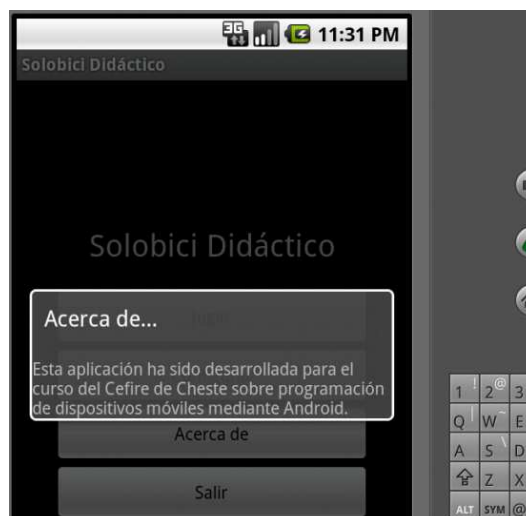 3G 11:31 PM
Solobici Didáctico
Solobici Didáctico
Acerca de...
Esta aplicación ha sido desarrollada para el
curso del Cefire de Cheste sobre programación
de dispositivos móviles mediante Android.
Acerca de
Salir
1 ! 2 @ 3
Q | W ~ E
A S \ D
Z X
ALT SYM @